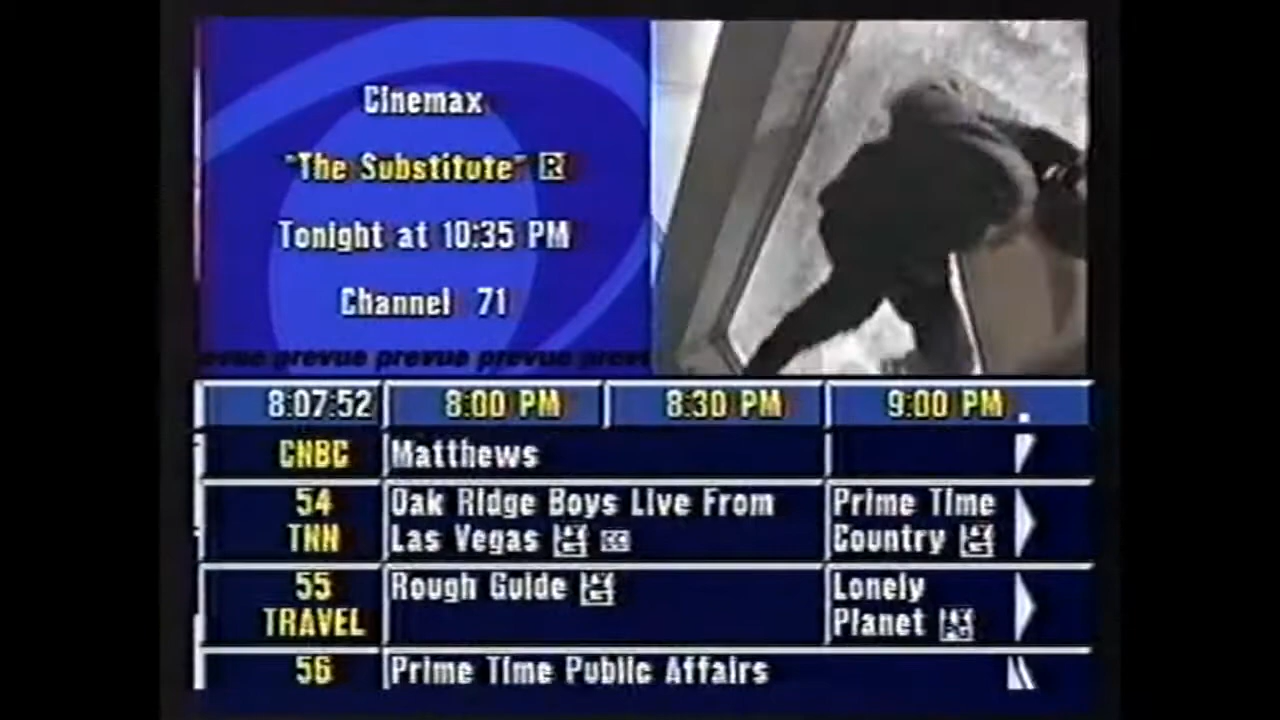 Cinemax
"The Substitute" R
Tonight at 10:35 PM
Channel 71
prevue prevue prevue
8:07:52 8:00 PM 8:30 PM 9:00 PM
CNBC Matthews
54 Oak Ridge Boys Live From Prime Time
TNN Las Vegas CC Country
55 Rough Guide Lonely
TRAVEL Planet
56 Prime Time Public Affairs